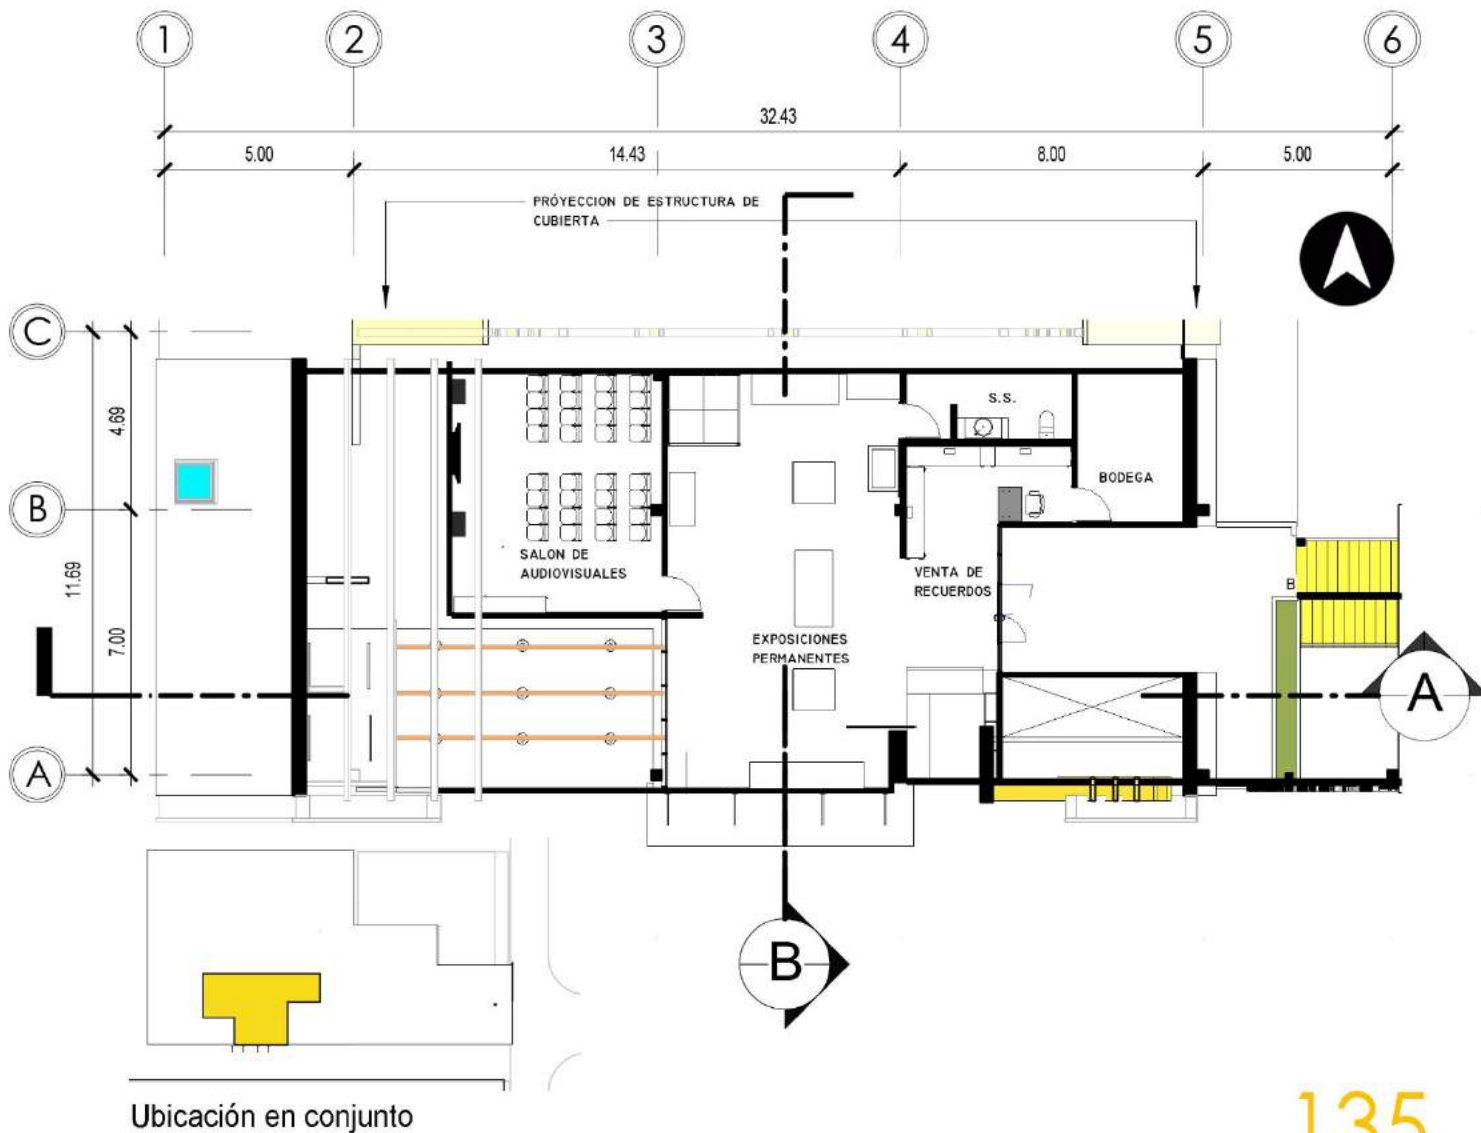 1 2 3 4 5 6
32.43
5.00 14.43 8.00 5.00
PRÓYECCION DE ESTRUCTURA DE
CUBIERTA
C
4.69
S.S.
BODEGA
B
SALON DE
AUDIOVISUALES
VENTA DE
RECUERDOS
B
11.69
7.00
EXPOSICIONES
PERMANENTES
A
A
B
Ubicación en conjunto
135